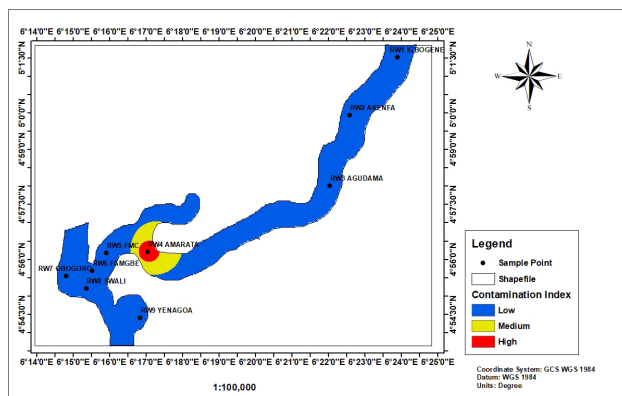 6°14'0"E 6°15'0"E 6°16'0"E 6°17'0"E 6°18'0"E 6°19'0"E 6°20'0"E 6°21'0"E 6°22'0"E 6°23'0"E 6°24'0"E 6°25'0"E
5°1'30"N
5°1'30"N
RW1 IGBOGENE
N
W
E
S
5°0'0"N
5°0'0"N
RW2 AKENFA
4°59'0"N
4°59'0"N
RW3 AGUDAMA
4°57'0"N
4°57'0"N
RW5 FMC
RW4 AMARATA
4°56'0"N
4°56'0"N
RW7 OBOGORO
RW6 FAMGBE
RW8 SWALI
RW9 YENAGOA
4°54'30"N
4°54'30"N
6°14'0"E 6°15'0"E 6°16'0"E 6°17'0"E 6°18'0"E 6°19'0"E 6°20'0"E 6°21'0"E 6°22'0"E 6°23'0"E 6°24'0"E 6°25'0"E
1:100,000
Legend
Sample Point
Shapefile
Contamination Index
Low
Medium
High
Coordinate System: GCS WGS 1984
Datum: WGS 1984
Units: Degree